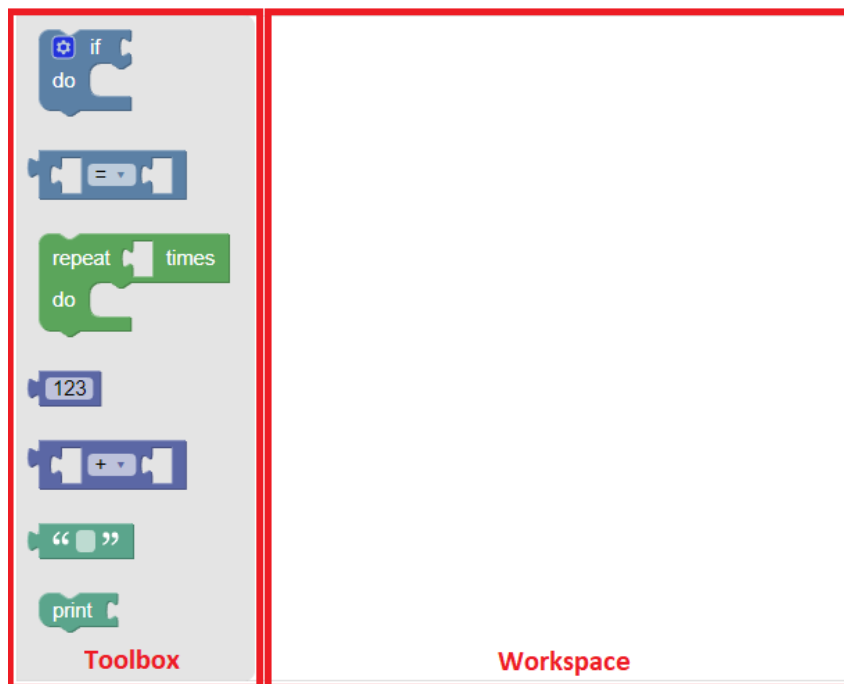 if
do
=
repeat times
do
123
+
“ ”
print
Toolbox
Workspace